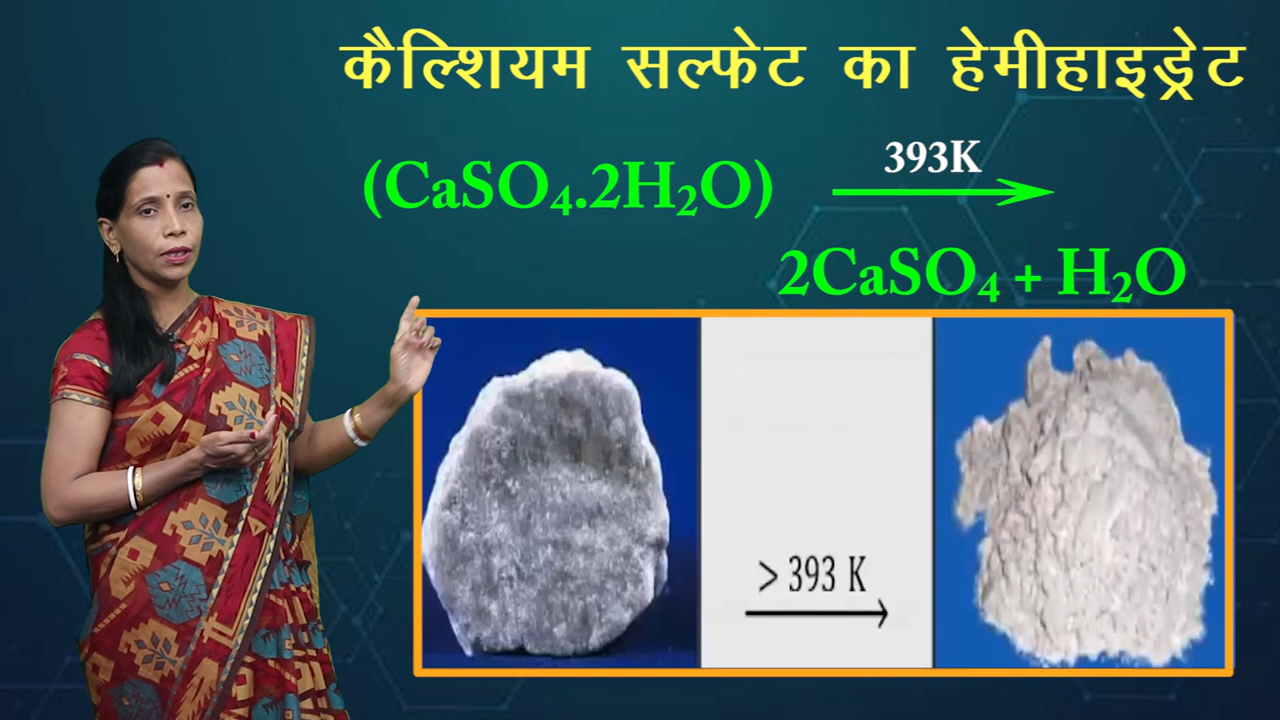 कैल्शियम सल्फेट का हेमीहाइड्रेट
(CaSO₄.2H₂O) 393K
2CaSO₄ + H₂O
> 393 K